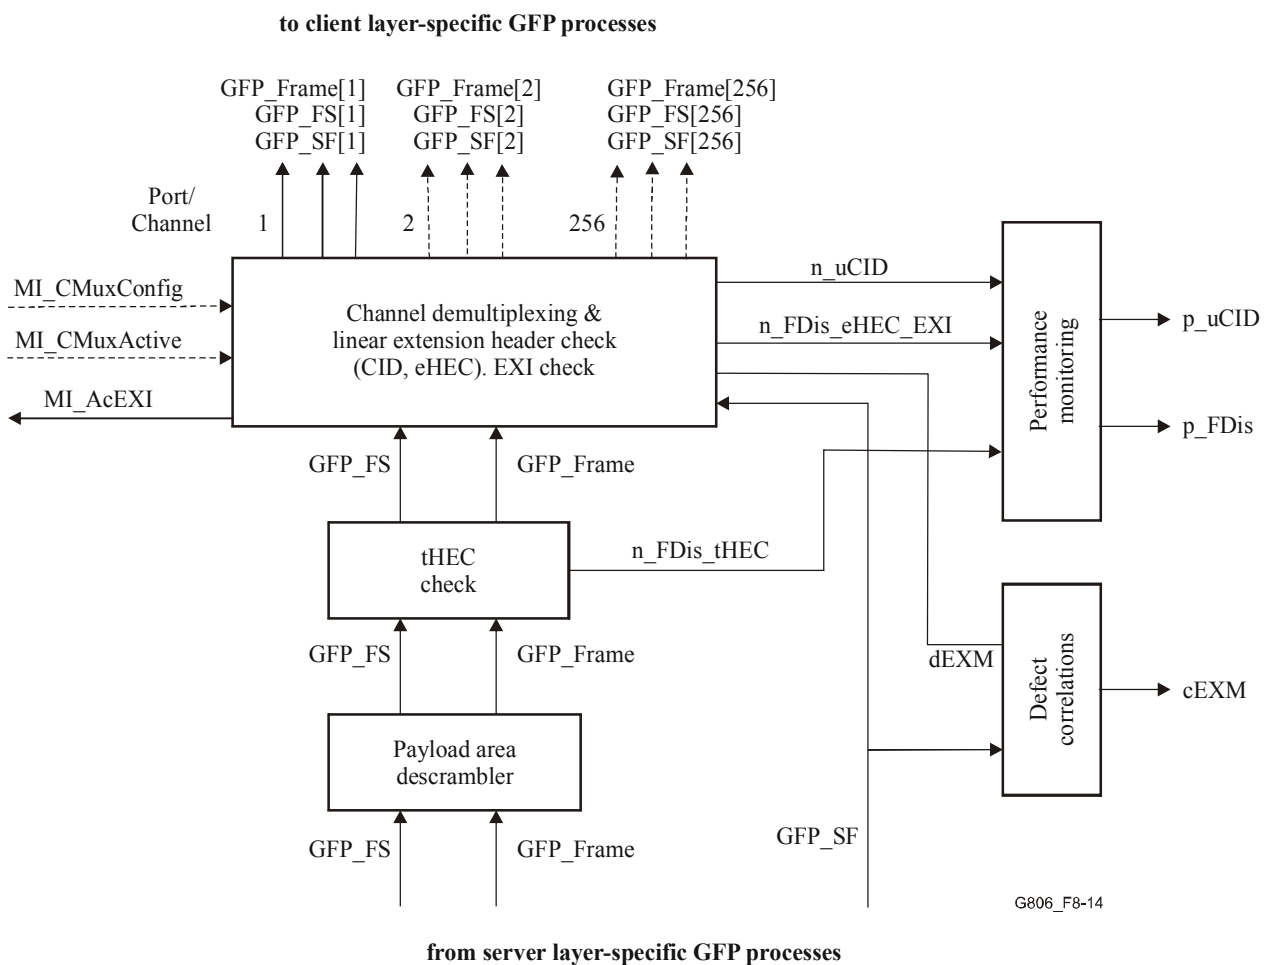 to client layer-specific GFP processes
GFP_Frame[1]
GFP_FS[1]
GFP_SF[1]
GFP_Frame[2]
GFP_FS[2]
GFP_SF[2]
GFP_Frame[256]
GFP_FS[256]
GFP_SF[256]
Port/
Channel
1
2
256
MI_CMuxConfig
MI_CMuxActive
MI_AcEXI
Channel demultiplexing &
linear extension header check
(CID, eHEC). EXI check
n_uCID
n_FDis_eHEC_EXI
Performance
monitoring
p_uCID
p_FDis
GFP_FS
GFP_Frame
tHEC
check
n_FDis_tHEC
GFP_FS
GFP_Frame
dEXM
Defect
correlations
cEXM
Payload area
descrambler
GFP_FS
GFP_Frame
GFP_SF
G806_F8-14
from server layer-specific GFP processes